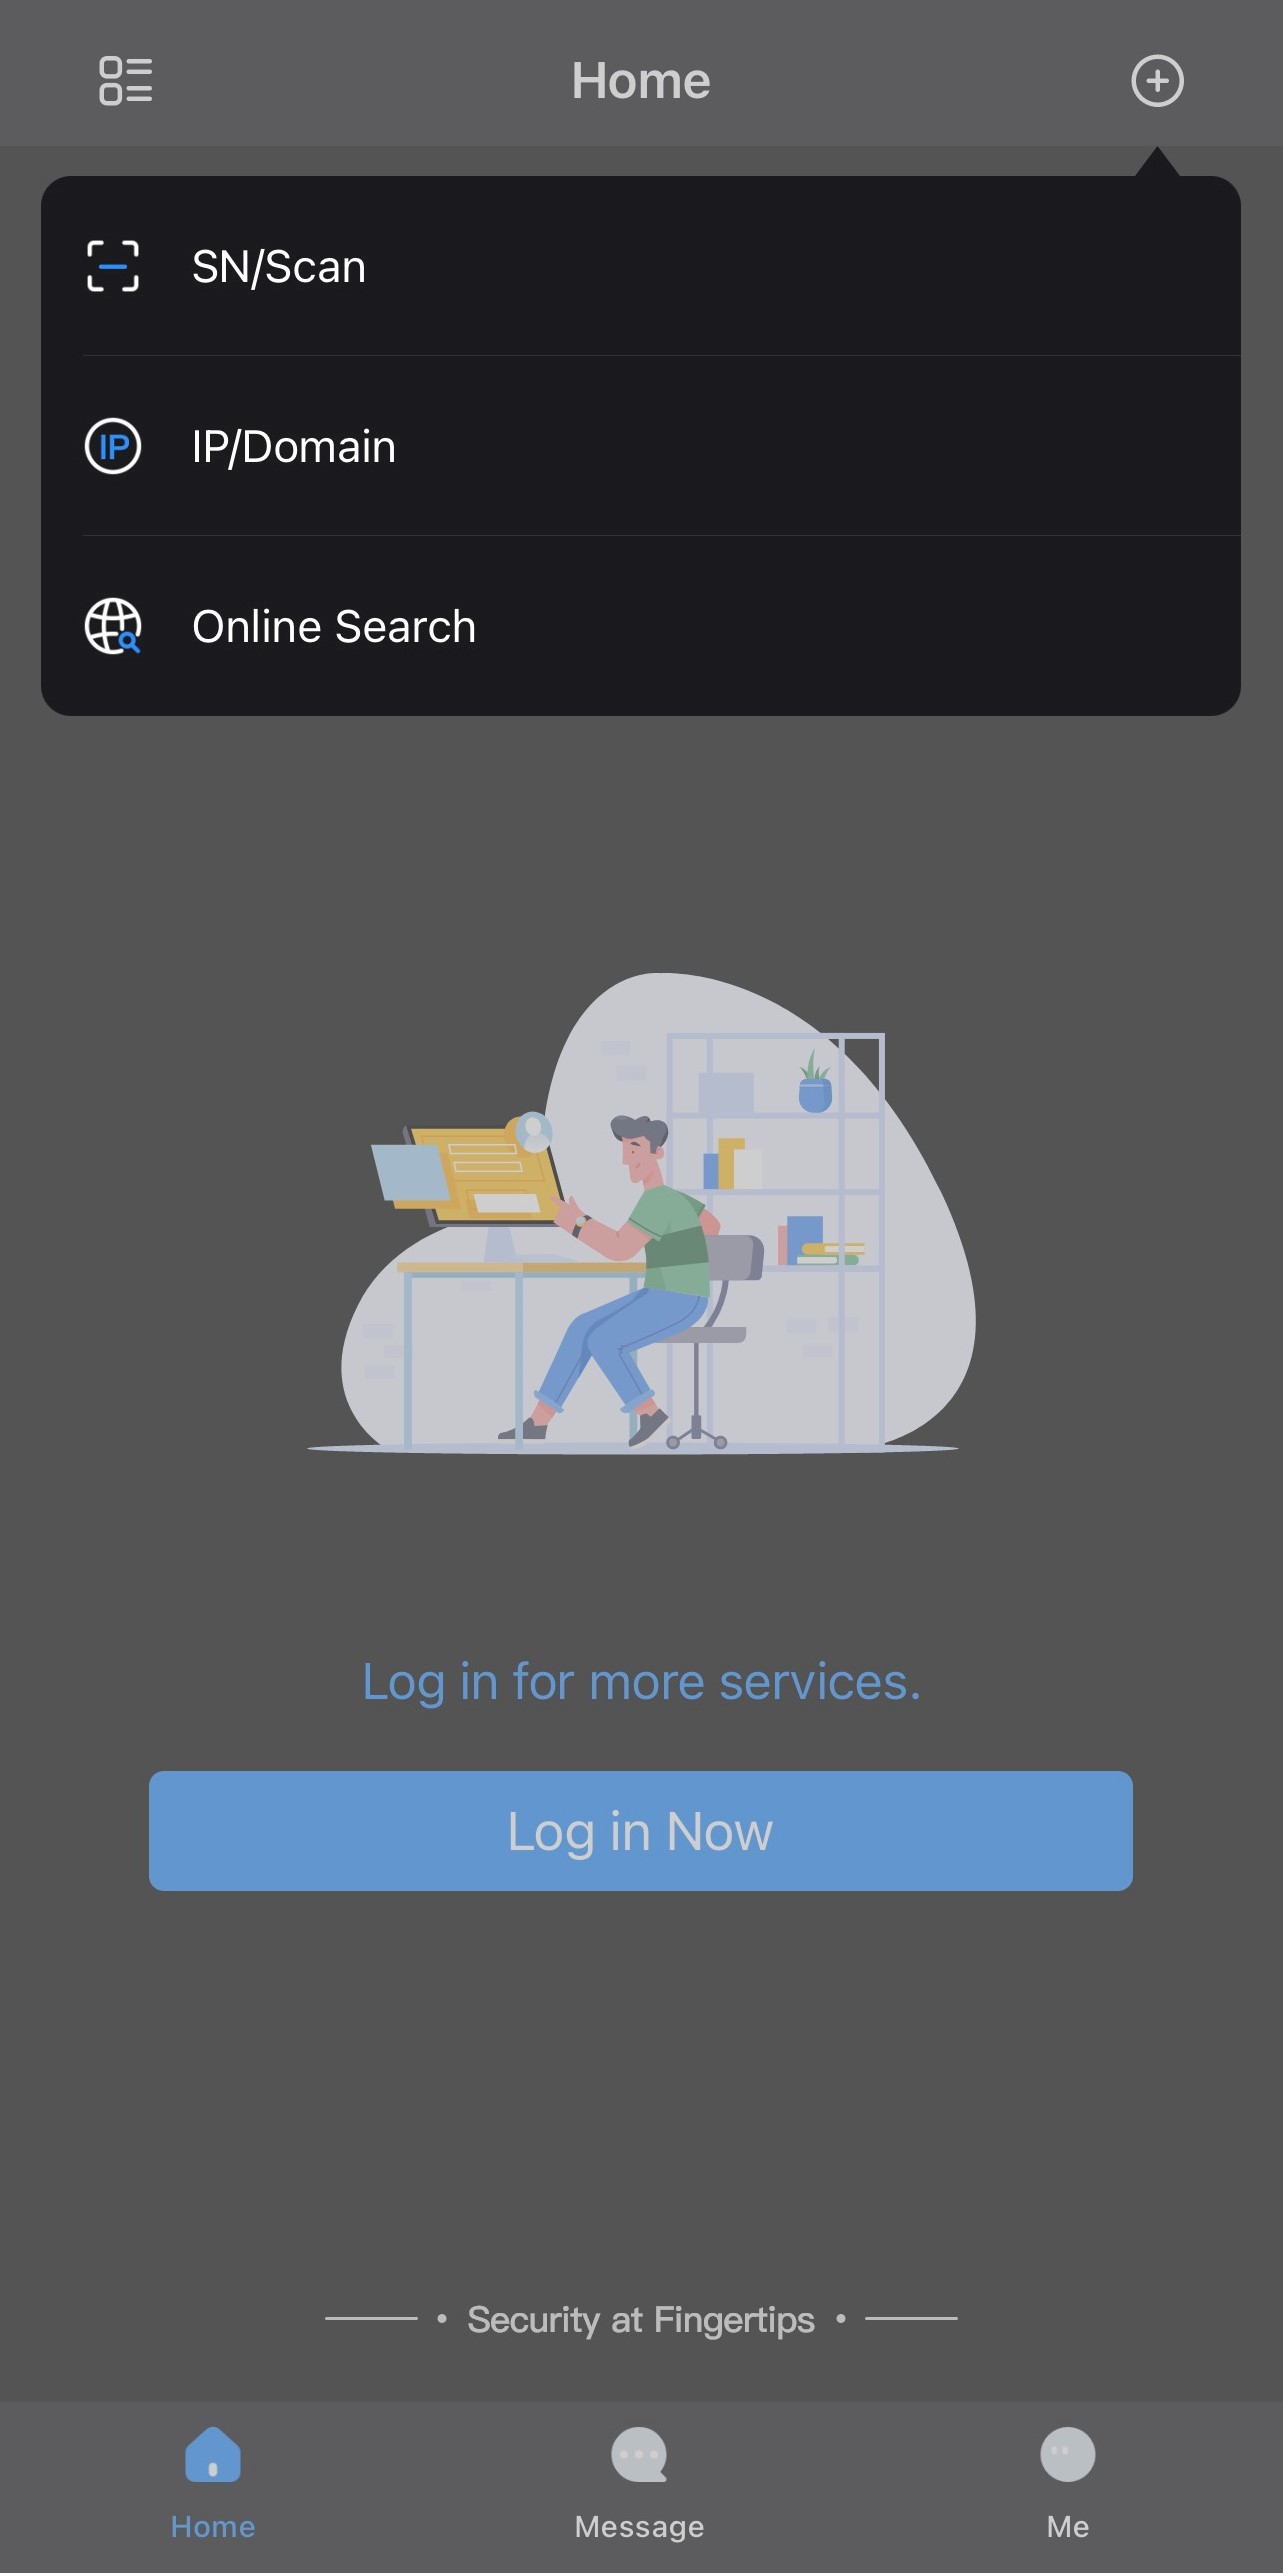 Home
SN/Scan
IP
IP/Domain
Online Search
Log in for more services.
Log in Now
Security at Fingertips
Home
Message
Me